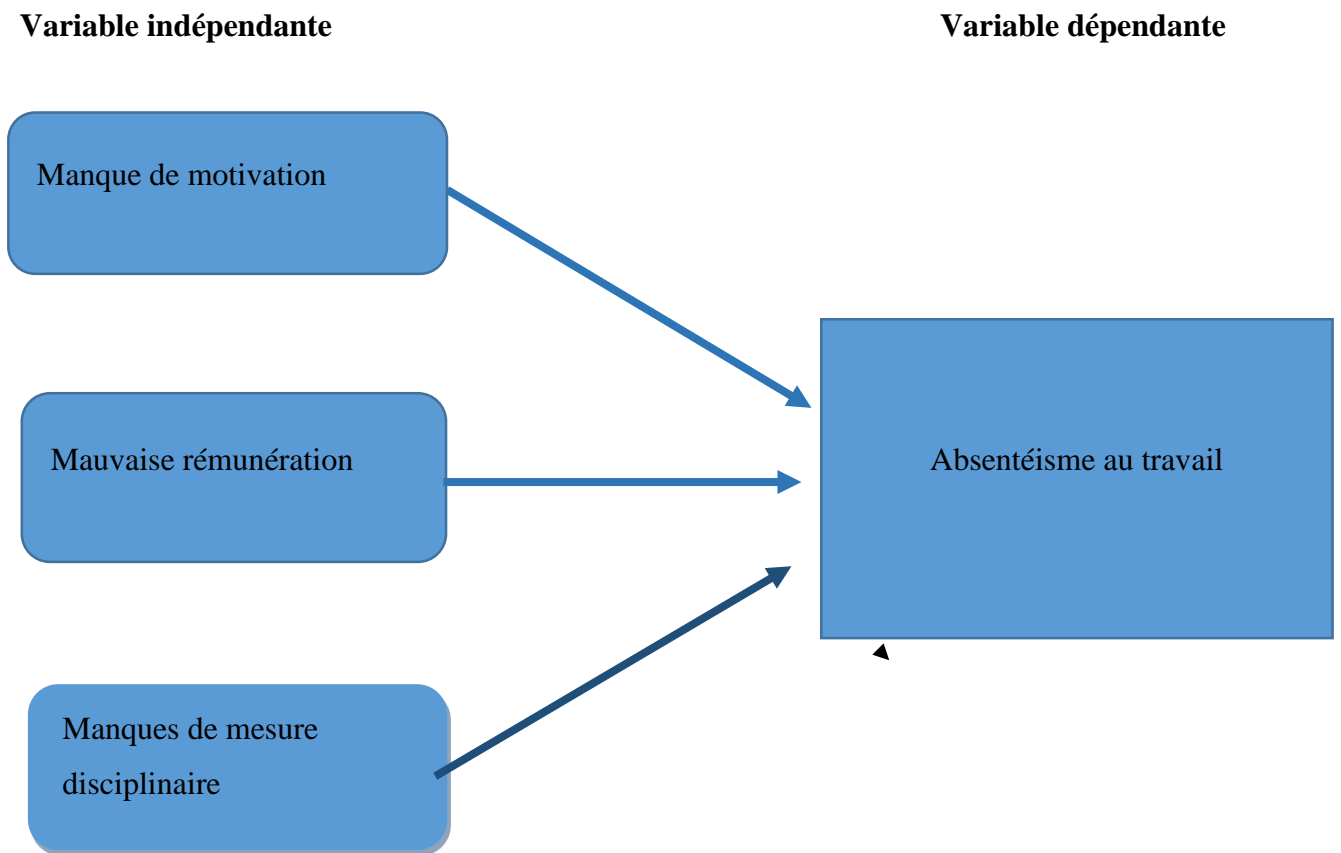 Variable indépendante
Variable dépendante
Manque de motivation
Mauvaise rémunération
Absentéisme au travail
Manques de mesure
disciplinaire